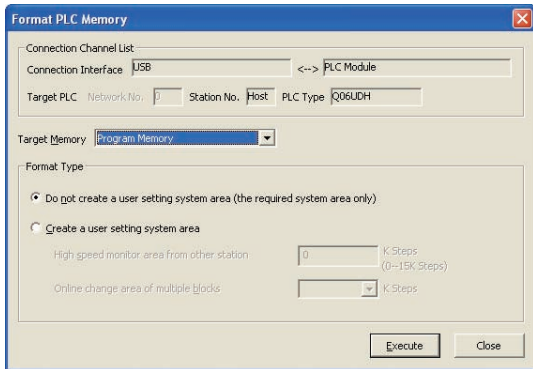 Format PLC Memory
Connection Channel List
Connection Interface USB <--> PLC Module
Target PLC Network No. 0 Station No. Host PLC Type Q06UDH
Target Memory Program Memory
Format Type
Do not create a user setting system area (the required system area only)
Create a user setting system area
High speed monitor area from other station 0 K Steps
(0--15K Steps)
Online change area of multiple blocks K Steps
Execute Close